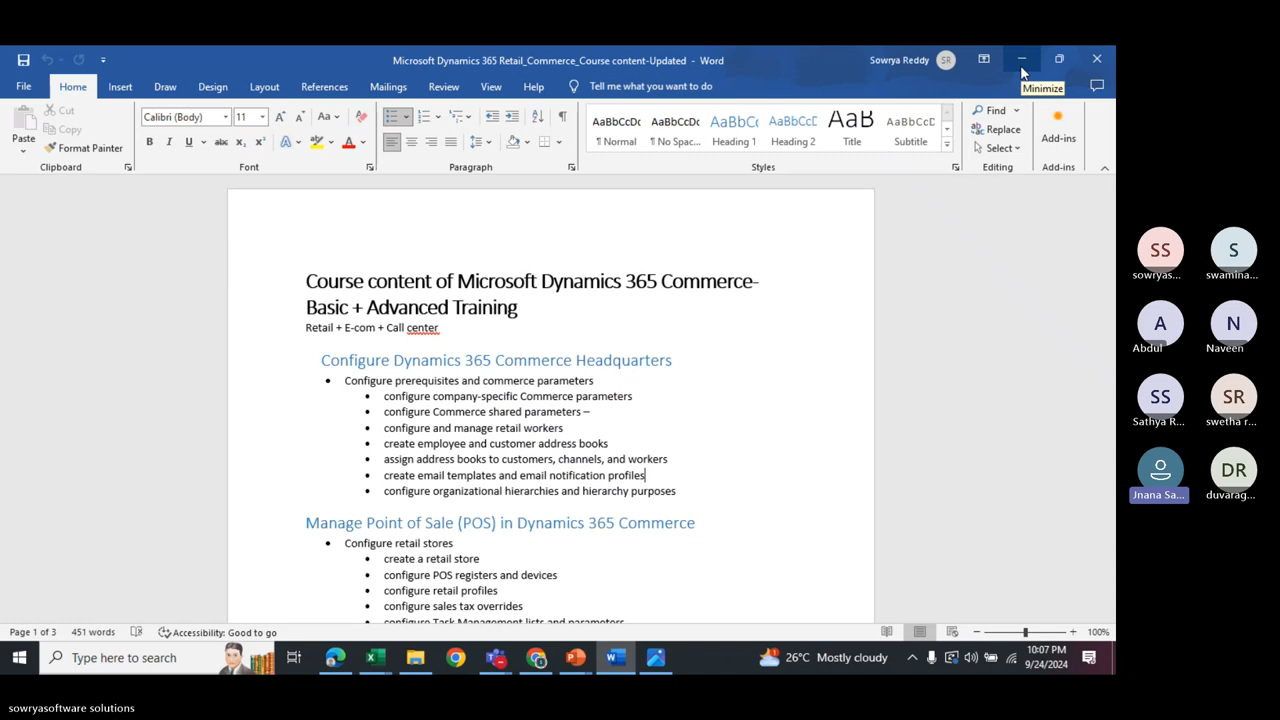 Microsoft Dynamics 365 Retail_Commerce_Course content-Updated - Word
Sowrya Reddy SR
Minimize
File Home Insert Draw Design Layout References Mailings Review View Help Tell me what you want to do
Paste
Cut
Copy
Format Painter
Clipboard
Calibri (Body) 11
Font
Paragraph
AaBbCcDc AaBbCcDc AaBbCc AaBbCcC AaB AaBbCcC
¶ Normal ¶ No Spac... Heading 1 Heading 2 Title Subtitle
Styles
Find
Replace
Select
Editing
Add-ins
Add-ins
Course content of Microsoft Dynamics 365 Commerce-
Basic + Advanced Training
Retail + E-com + Call center
Configure Dynamics 365 Commerce Headquarters
• Configure prerequisites and commerce parameters
• configure company-specific Commerce parameters
• configure Commerce shared parameters –
• configure and manage retail workers
• create employee and customer address books
• assign address books to customers, channels, and workers
• create email templates and email notification profiles
• configure organizational hierarchies and hierarchy purposes
Manage Point of Sale (POS) in Dynamics 365 Commerce
• Configure retail stores
• create a retail store
• configure POS registers and devices
• configure retail profiles
• configure sales tax overrides
• configure Task Management lists and parameters
Page 1 of 3 451 words Accessibility: Good to go 100%
Type here to search
26°C Mostly cloudy
10:07 PM
9/24/2024
SS S
sowryas... swamina...
A N
Abdul Naveen
SS SR
Sathya R... swetha r...
DR
Jnana Sa... duvarag...
sowryasoftware solutions